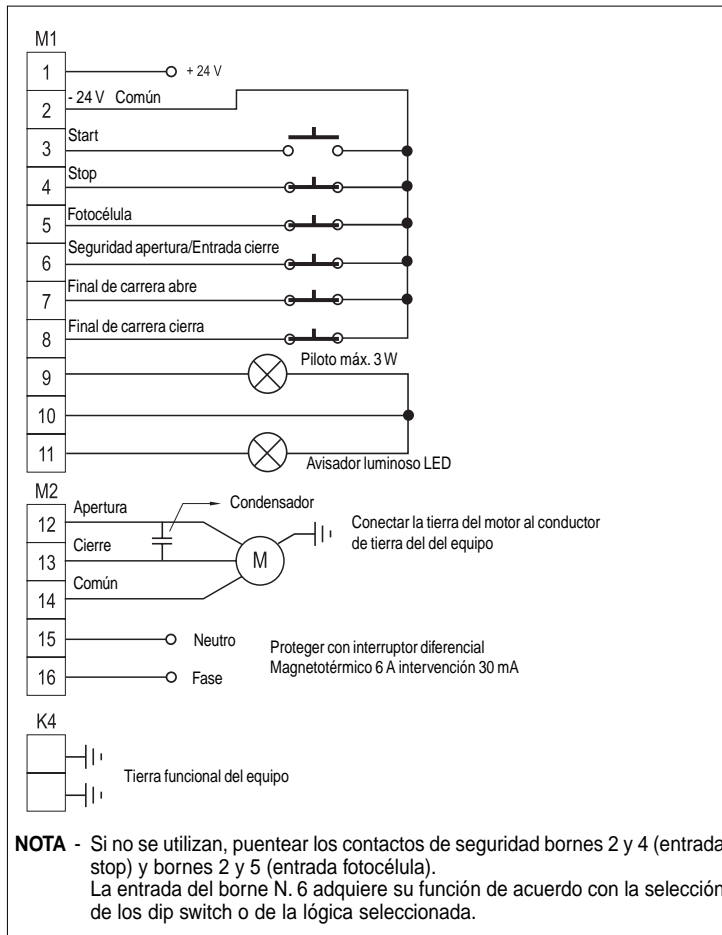 M1
1
+ 24 V
2
- 24 V Común
3
Start
4
Stop
5
Fotocélula
6
Seguridad apertura/Entrada cierre
7
Final de carrera abre
8
Final de carrera cierra
9
Piloto máx. 3 W
10
11
Avisador luminoso LED
M2
12
Apertura
Condensador
13
Cierre
M
Conectar la tierra del motor al conductor
de tierra del del equipo
14
Común
15
Neutro
16
Fase
Proteger con interruptor diferencial
Magnetotérmico 6 A intervención 30 mA
K4
Tierra funcional del equipo
NOTA - Si no se utilizan, puentear los contactos de seguridad bornes 2 y 4 (entrada
stop) y bornes 2 y 5 (entrada fotocélula).
La entrada del borne N. 6 adquiere su función de acuerdo con la selección
de los dip switch o de la lógica seleccionada.